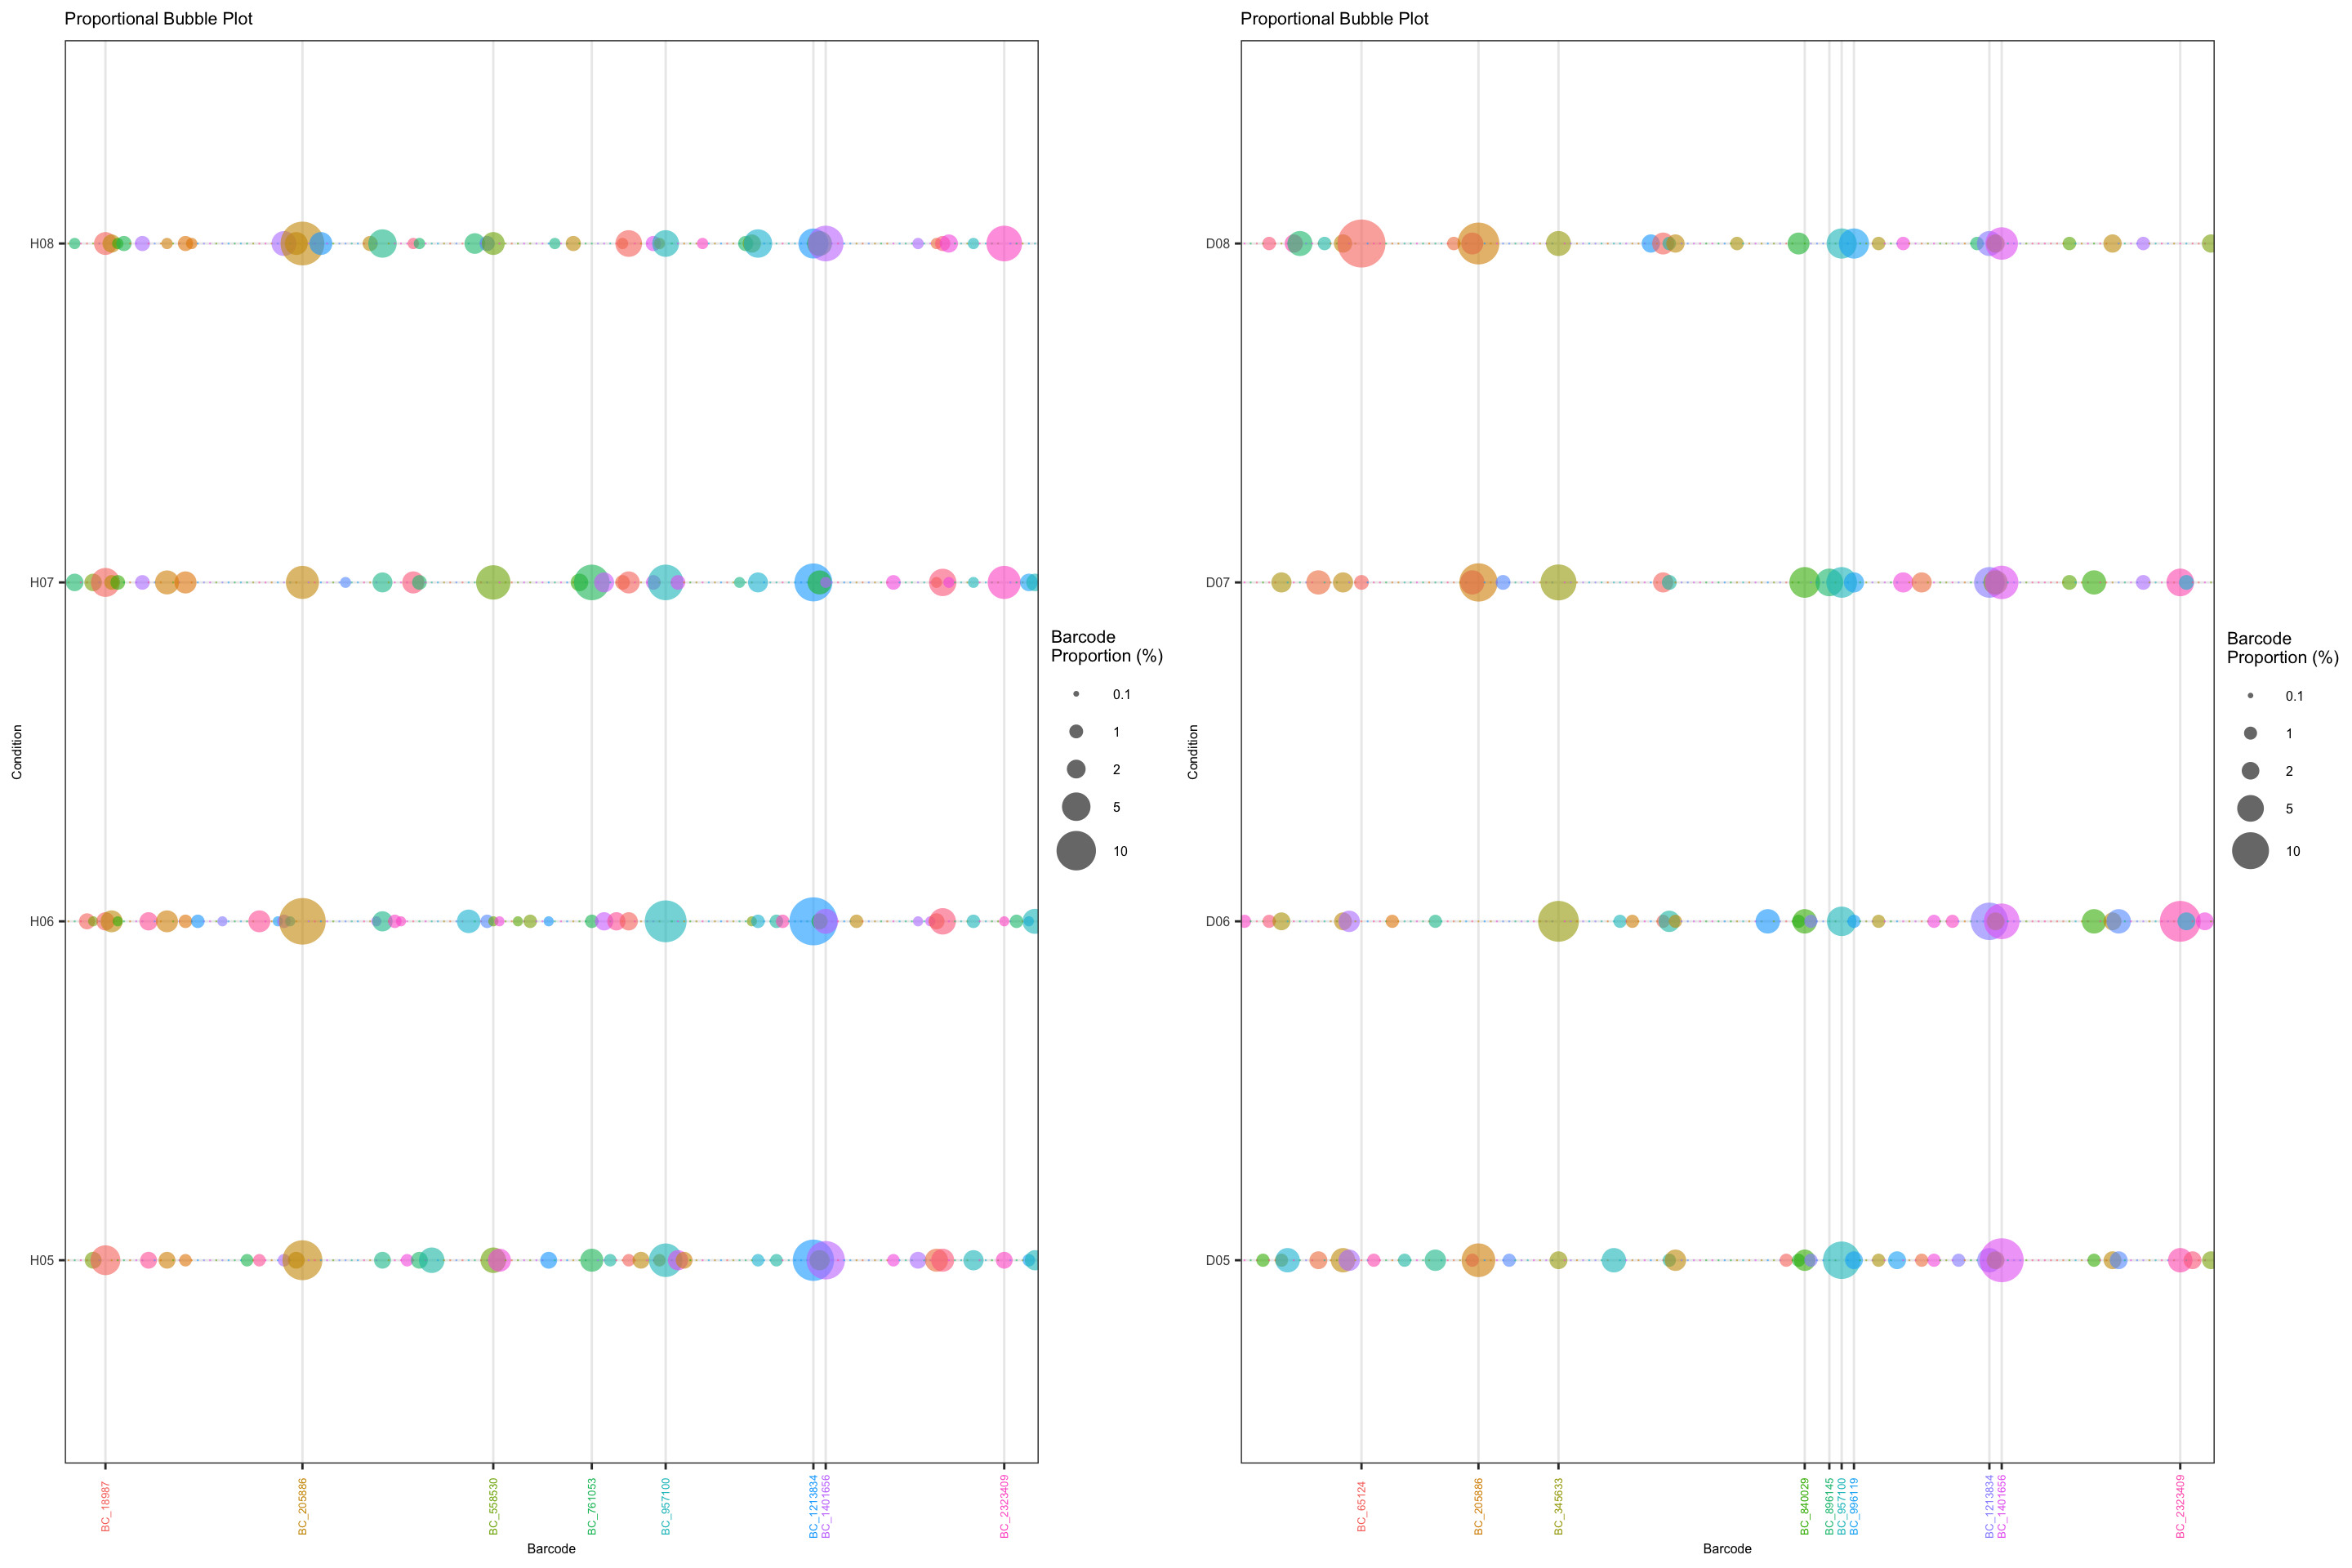 Proportional Bubble Plot
Condition
H08
H07
H06
H05
BC_18987
BC_205886
BC_558530
BC_761053
BC_957100
BC_1213834
BC_1401656
BC_2323409
Barcode
Barcode
Proportion (%)
0.1
1
2
5
10
Proportional Bubble Plot
Condition
D08
D07
D06
D05
BC_65124
BC_205886
BC_345633
BC_840029
BC_896145
BC_957100
BC_996119
BC_1213834
BC_1401656
BC_2323409
Barcode
Barcode
Proportion (%)
0.1
1
2
5
10